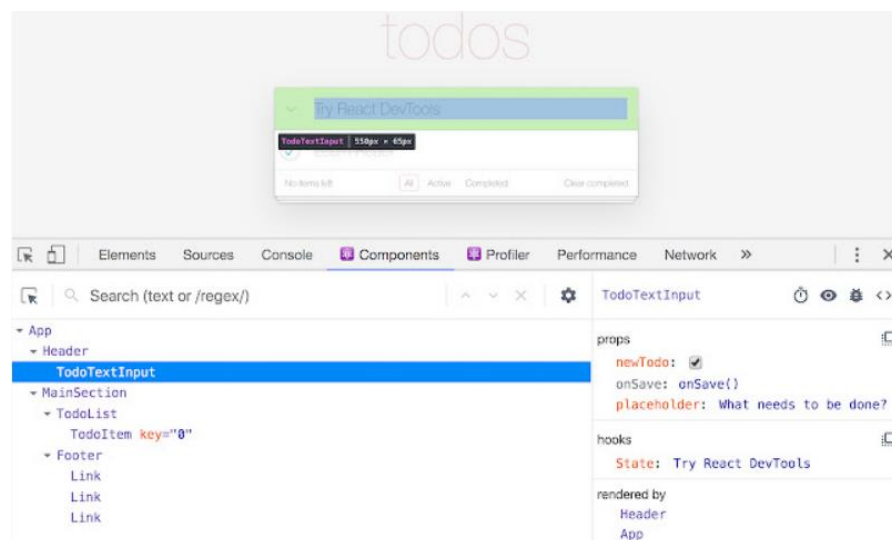 todos
Try React DevTools
TodoTextInput | 550px × 65px
No items left All Active Completed Clear completed
Elements Sources Console Components Profiler Performance Network »
Search (text or /regex/)
TodoTextInput
App
Header
TodoTextInput
MainSection
TodoList
TodoItem key="0"
Footer
Link
Link
Link
props
newTodo:
onSave: onSave()
placeholder: What needs to be done?
hooks
State: Try React DevTools
rendered by
Header
App